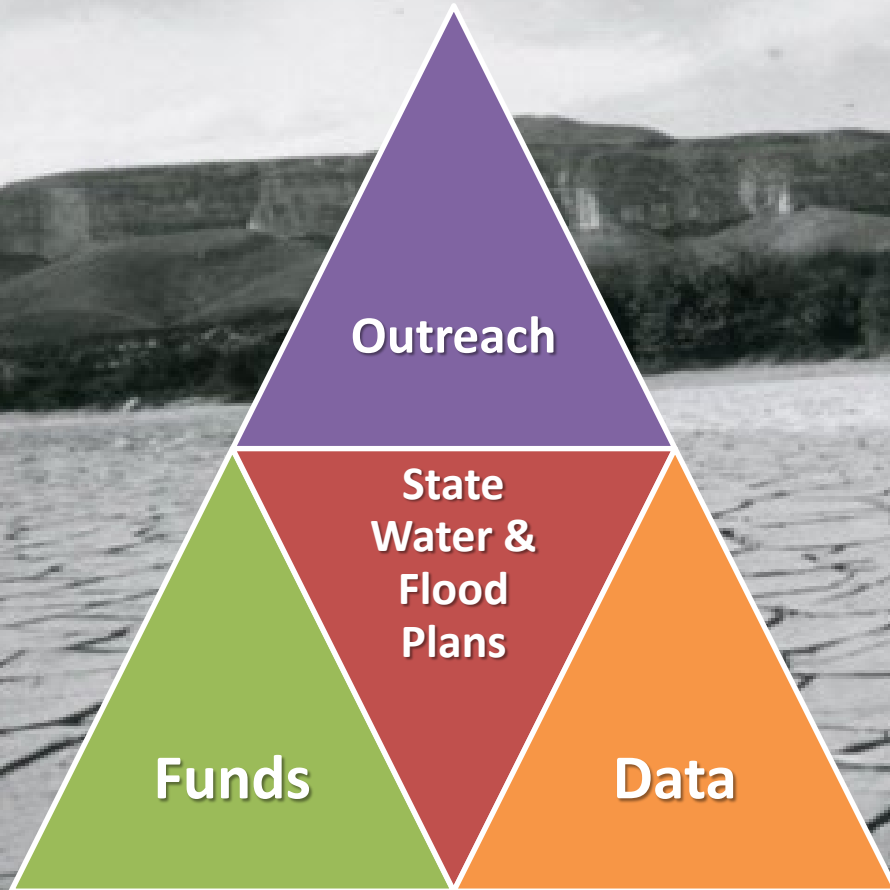 Outreach
State
Water &
Flood
Plans
Funds
Data